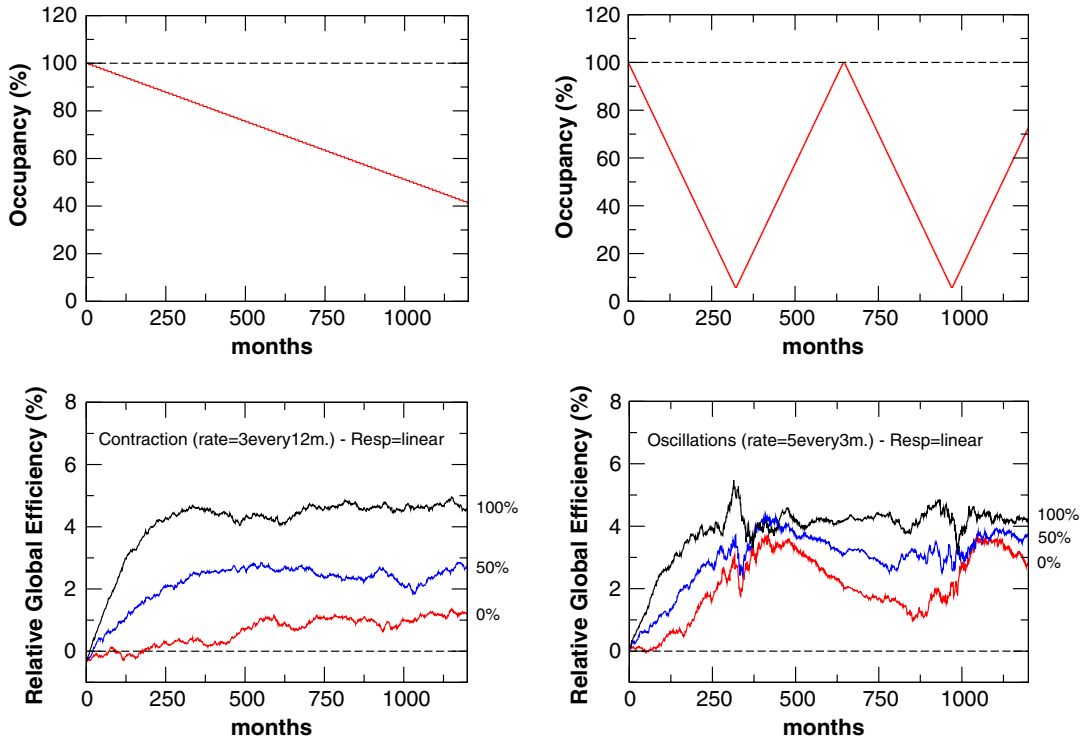 Occupancy (%)
120
100
80
60
40
20
0
0 250 500 750 1000
months
Occupancy (%)
120
100
80
60
40
20
0
0 250 500 750 1000
months
Relative Global Efficiency (%)
8
6
4
2
0
Contraction (rate=3every12m.) - Resp=linear
100%
50%
0%
0 250 500 750 1000
months
Relative Global Efficiency (%)
8
6
4
2
0
Oscillations (rate=5every3m.) - Resp=linear
100%
50%
0%
0 250 500 750 1000
months